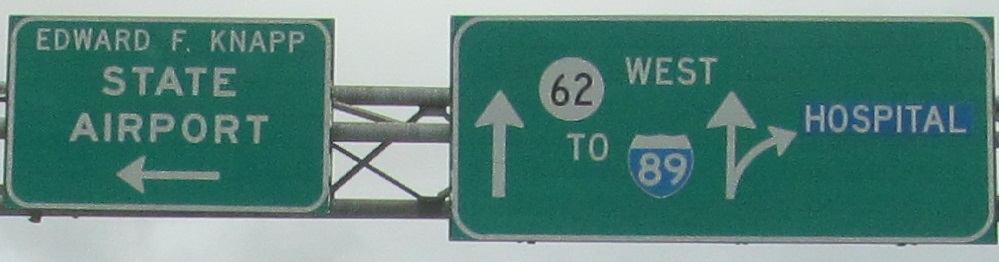 EDWARD F. KNAPP
STATE
AIRPORT
62 WEST
TO 89
HOSPITAL